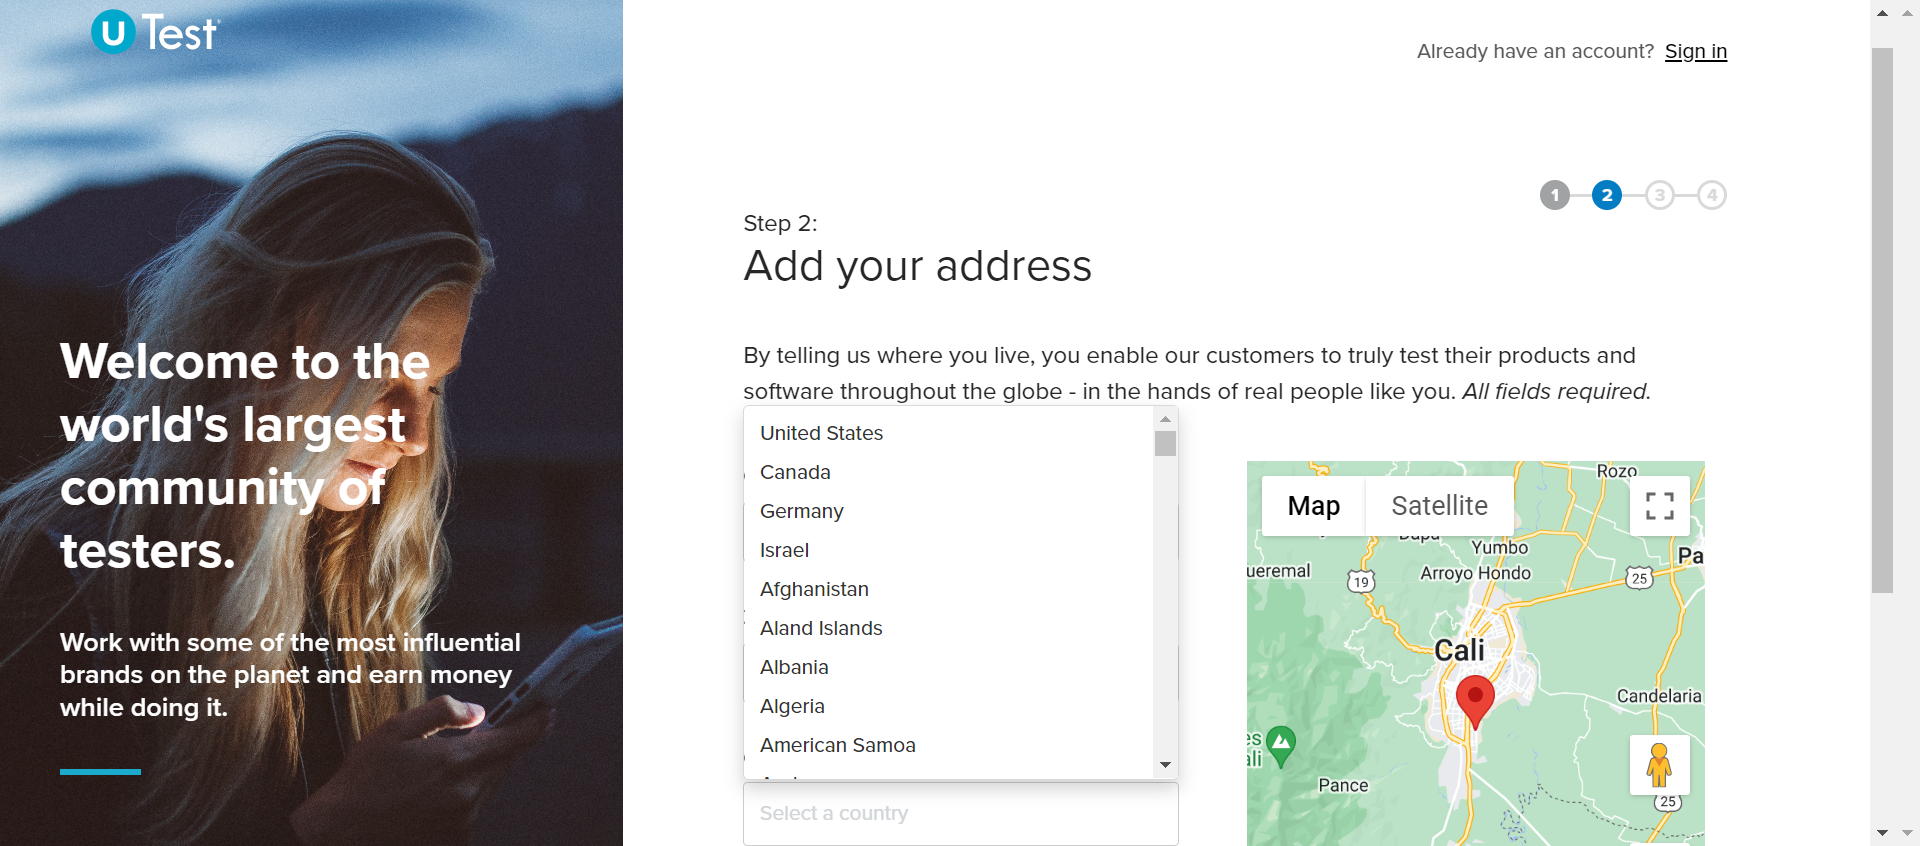 U Test
Already have an account? Sign in
1 2 3 4
Step 2:
Add your address
By telling us where you live, you enable our customers to truly test their products and
software throughout the globe - in the hands of real people like you. All fields required.
Welcome to the
world's largest
community of
testers.
Work with some of the most influential
brands on the planet and earn money
while doing it.
United States
Canada
Germany
Israel
Afghanistan
Aland Islands
Albania
Algeria
American Samoa
Select a country
Rozo
Map
Satellite
Yumbo
Pa
ueremal
19
Arroyo Hondo
25
Cali
Candelaria
es
ali
Pance
25